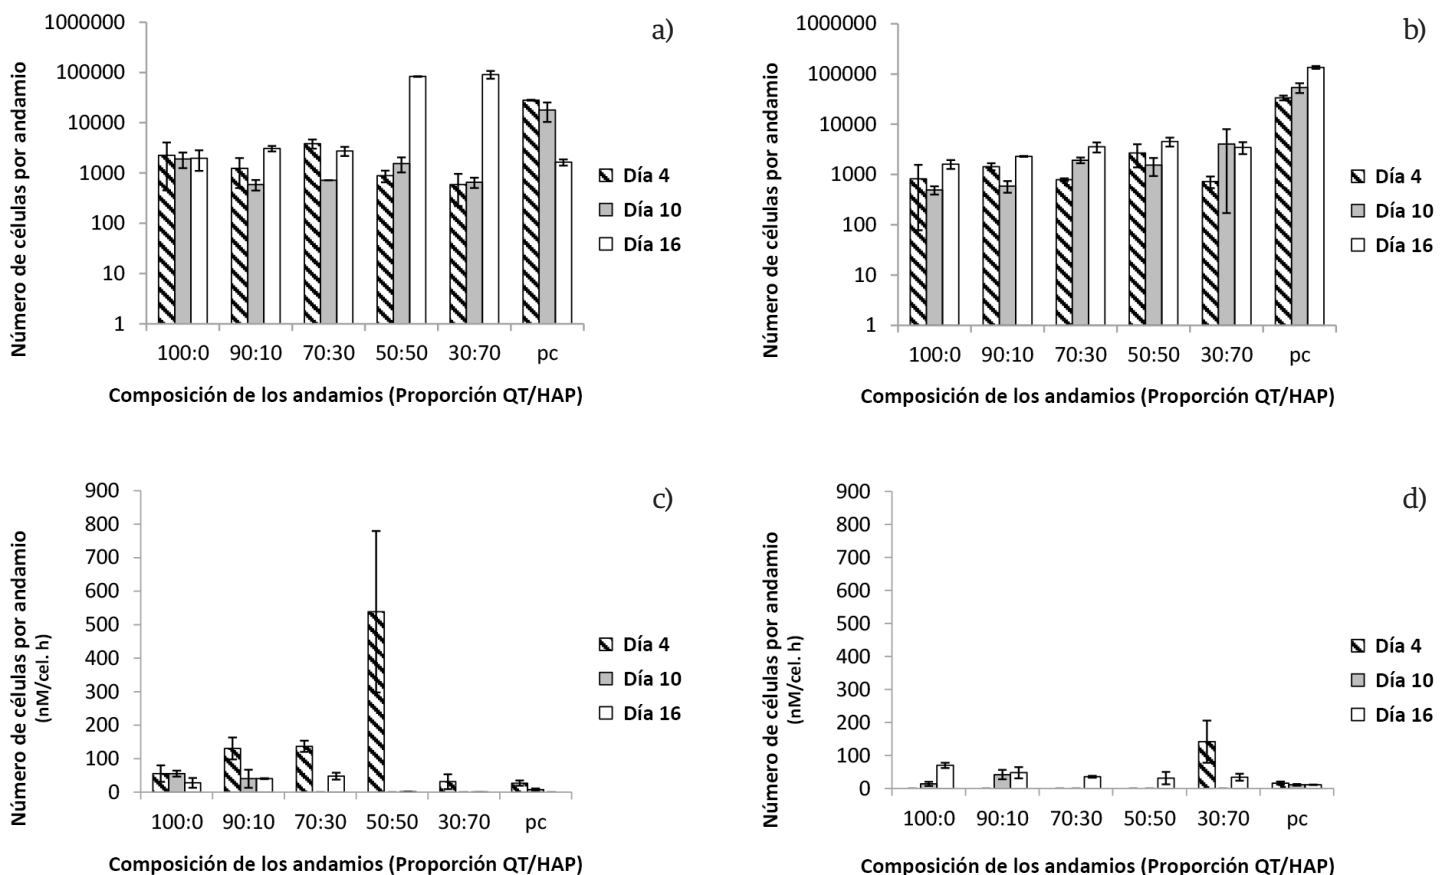 a)
Número de células por andamio
1000000
100000
10000
1000
100
10
1
100:0 90:10 70:30 50:50 30:70 pc
Composición de los andamios (Proporción QT/HAP)
Día 4
Día 10
Día 16
b)
Número de células por andamio
1000000
100000
10000
1000
100
10
1
100:0 90:10 70:30 50:50 30:70 pc
Composición de los andamios (Proporción QT/HAP)
Día 4
Día 10
Día 16
c)
Número de células por andamio
(nM/cel. h)
900
800
700
600
500
400
300
200
100
0
100:0 90:10 70:30 50:50 30:70 pc
Composición de los andamios (Proporción QT/HAP)
Día 4
Día 10
Día 16
d)
Número de células por andamio
(nM/cel. h)
900
800
700
600
500
400
300
200
100
0
100:0 90:10 70:30 50:50 30:70 pc
Composición de los andamios (Proporción QT/HAP)
Día 4
Día 10
Día 16